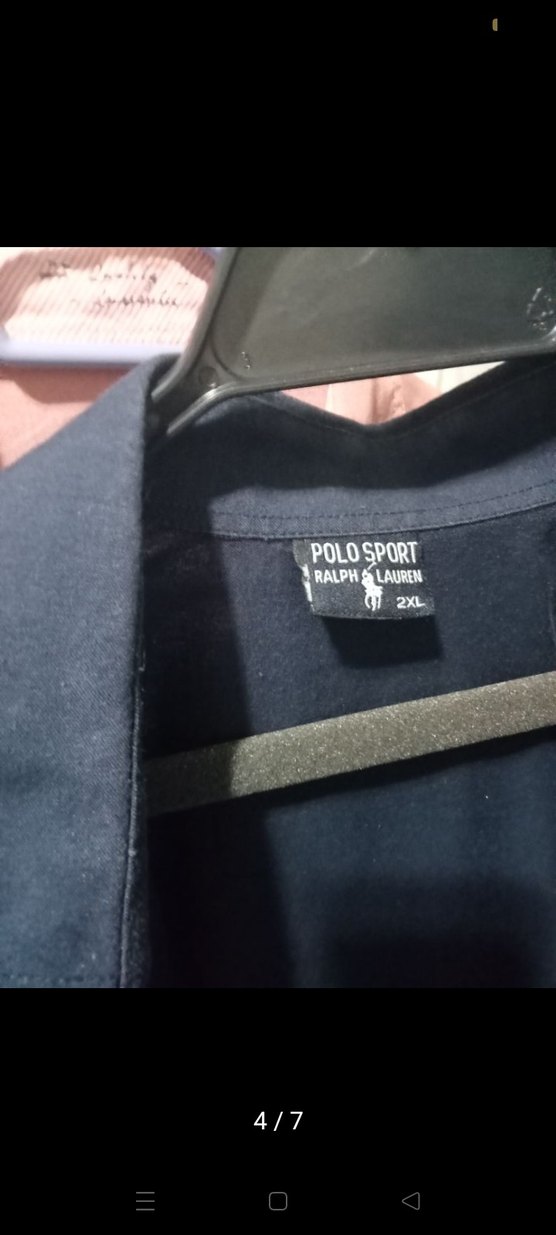 POLO SPORT
RALPH LAUREN
2XL
4 / 7